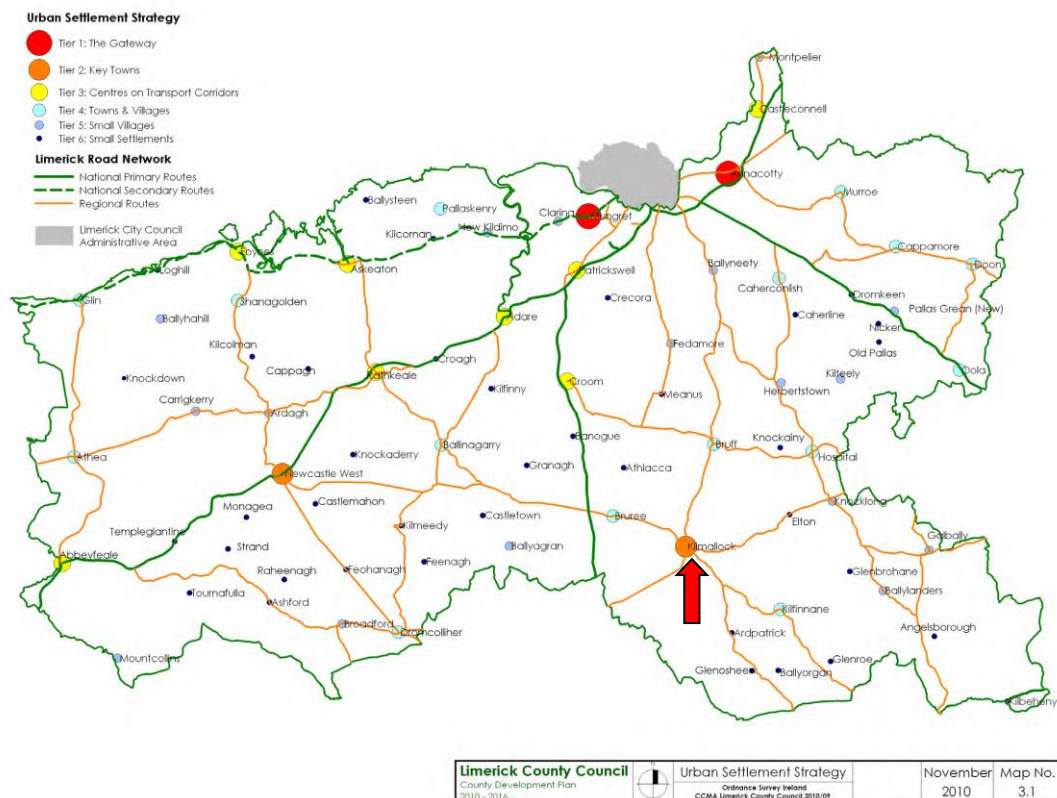 Urban Settlement Strategy
Tier 1: The Gateway
Tier 2: Key Towns
Tier 3: Centres on Transport Corridors
Tier 4: Towns & Villages
Tier 5: Small Villages
Tier 6: Small Settlements
Limerick Road Network
National Primary Routes
National Secondary Routes
Regional Routes
Limerick City Council
Administrative Area
Montpelier
Castleconnell
Annacotty
Murroe
Ballysteen
Pallaskenry
Clarina
Mungret
Kilcornan
New Kildimo
Cappamore
Foynes
Loghill
Askeaton
Patrickswell
Ballyneety
Caherconlish
Doon
Glin
Shanagolden
Crecora
Dromkeen
Ballyhahill
Adare
Caherline
Pallas Grean (New)
Nicker
Kilcolman
Croagh
Fedamore
Old Pallas
Cappagh
Rathkeale
Dola
Knockdown
Kilfinny
Croom
Meanus
Herbertstown
Kilteely
Carrigkerry
Ardagh
Banogue
Ballinagarry
Bruff
Knockainy
Hospital
Athea
Knockaderry
Granagh
Athlacca
Newcastle West
Castlemahon
Knocklong
Monagea
Castletown
Bruree
Elton
Templeglantine
Kilmeedy
Strand
Ballyagran
Kilmallock
Galbally
Abbeyfeale
Raheenagh
Feohanagh
Feenagh
Glenbrohane
Tournafulla
Ashford
Ballylanders
Kilfinnane
Broadford
Dromcolliher
Ardpatrick
Angelsborough
Mountcollins
Glenosheen
Ballyorgan
Glenroe
Kilbeheny
Limerick County Council
County Development Plan
2010 - 2016
N
Urban Settlement Strategy
Ordnance Survey Ireland
CCMA Limerick County Council 2010/09
November
2010
Map No.
3.1